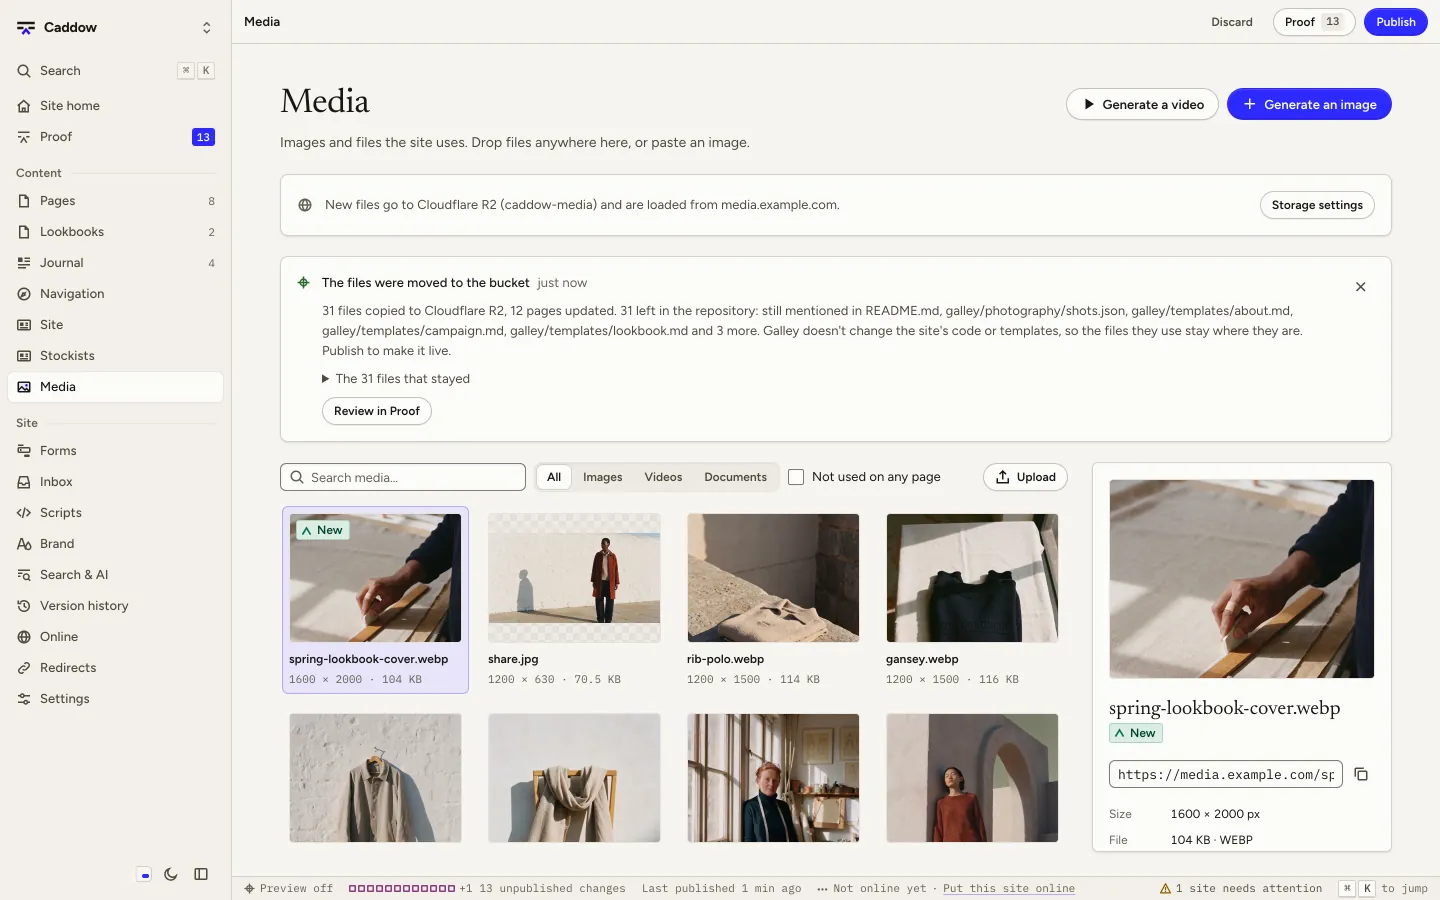 Caddow
Search
⌘ K
Site home
Proof 13
Content
Pages 8
Lookbooks 2
Journal 4
Navigation
Site
Stockists
Media
Site
Forms
Inbox
Scripts
Brand
Search & AI
Version history
Online
Redirects
Settings
Media
Discard
Proof 13
Publish
Media
Generate a video
Generate an image
Images and files the site uses. Drop files anywhere here, or paste an image.
New files go to Cloudflare R2 (caddow-media) and are loaded from media.example.com.
Storage settings
The files were moved to the bucket just now
31 files copied to Cloudflare R2, 12 pages updated. 31 left in the repository: still mentioned in README.md, galley/photography/shots.json, galley/templates/about.md,
galley/templates/campaign.md, galley/templates/lookbook.md and 3 more. Galley doesn't change the site's code or templates, so the files they use stay where they are.
Publish to make it live.
The 31 files that stayed
Review in Proof
Search media...
All Images Videos Documents
Not used on any page
Upload
New
spring-lookbook-cover.webp
1600 × 2000 · 104 KB
share.jpg
1200 × 630 · 70.5 KB
rib-polo.webp
1200 × 1500 · 114 KB
gansey.webp
1200 × 1500 · 116 KB
spring-lookbook-cover.webp
New
https://media.example.com/sp
Size 1600 × 2000 px
File 104 KB · WEBP
Preview off
+1 13 unpublished changes
Last published 1 min ago
Not online yet · Put this site online
1 site needs attention
⌘ K to jump